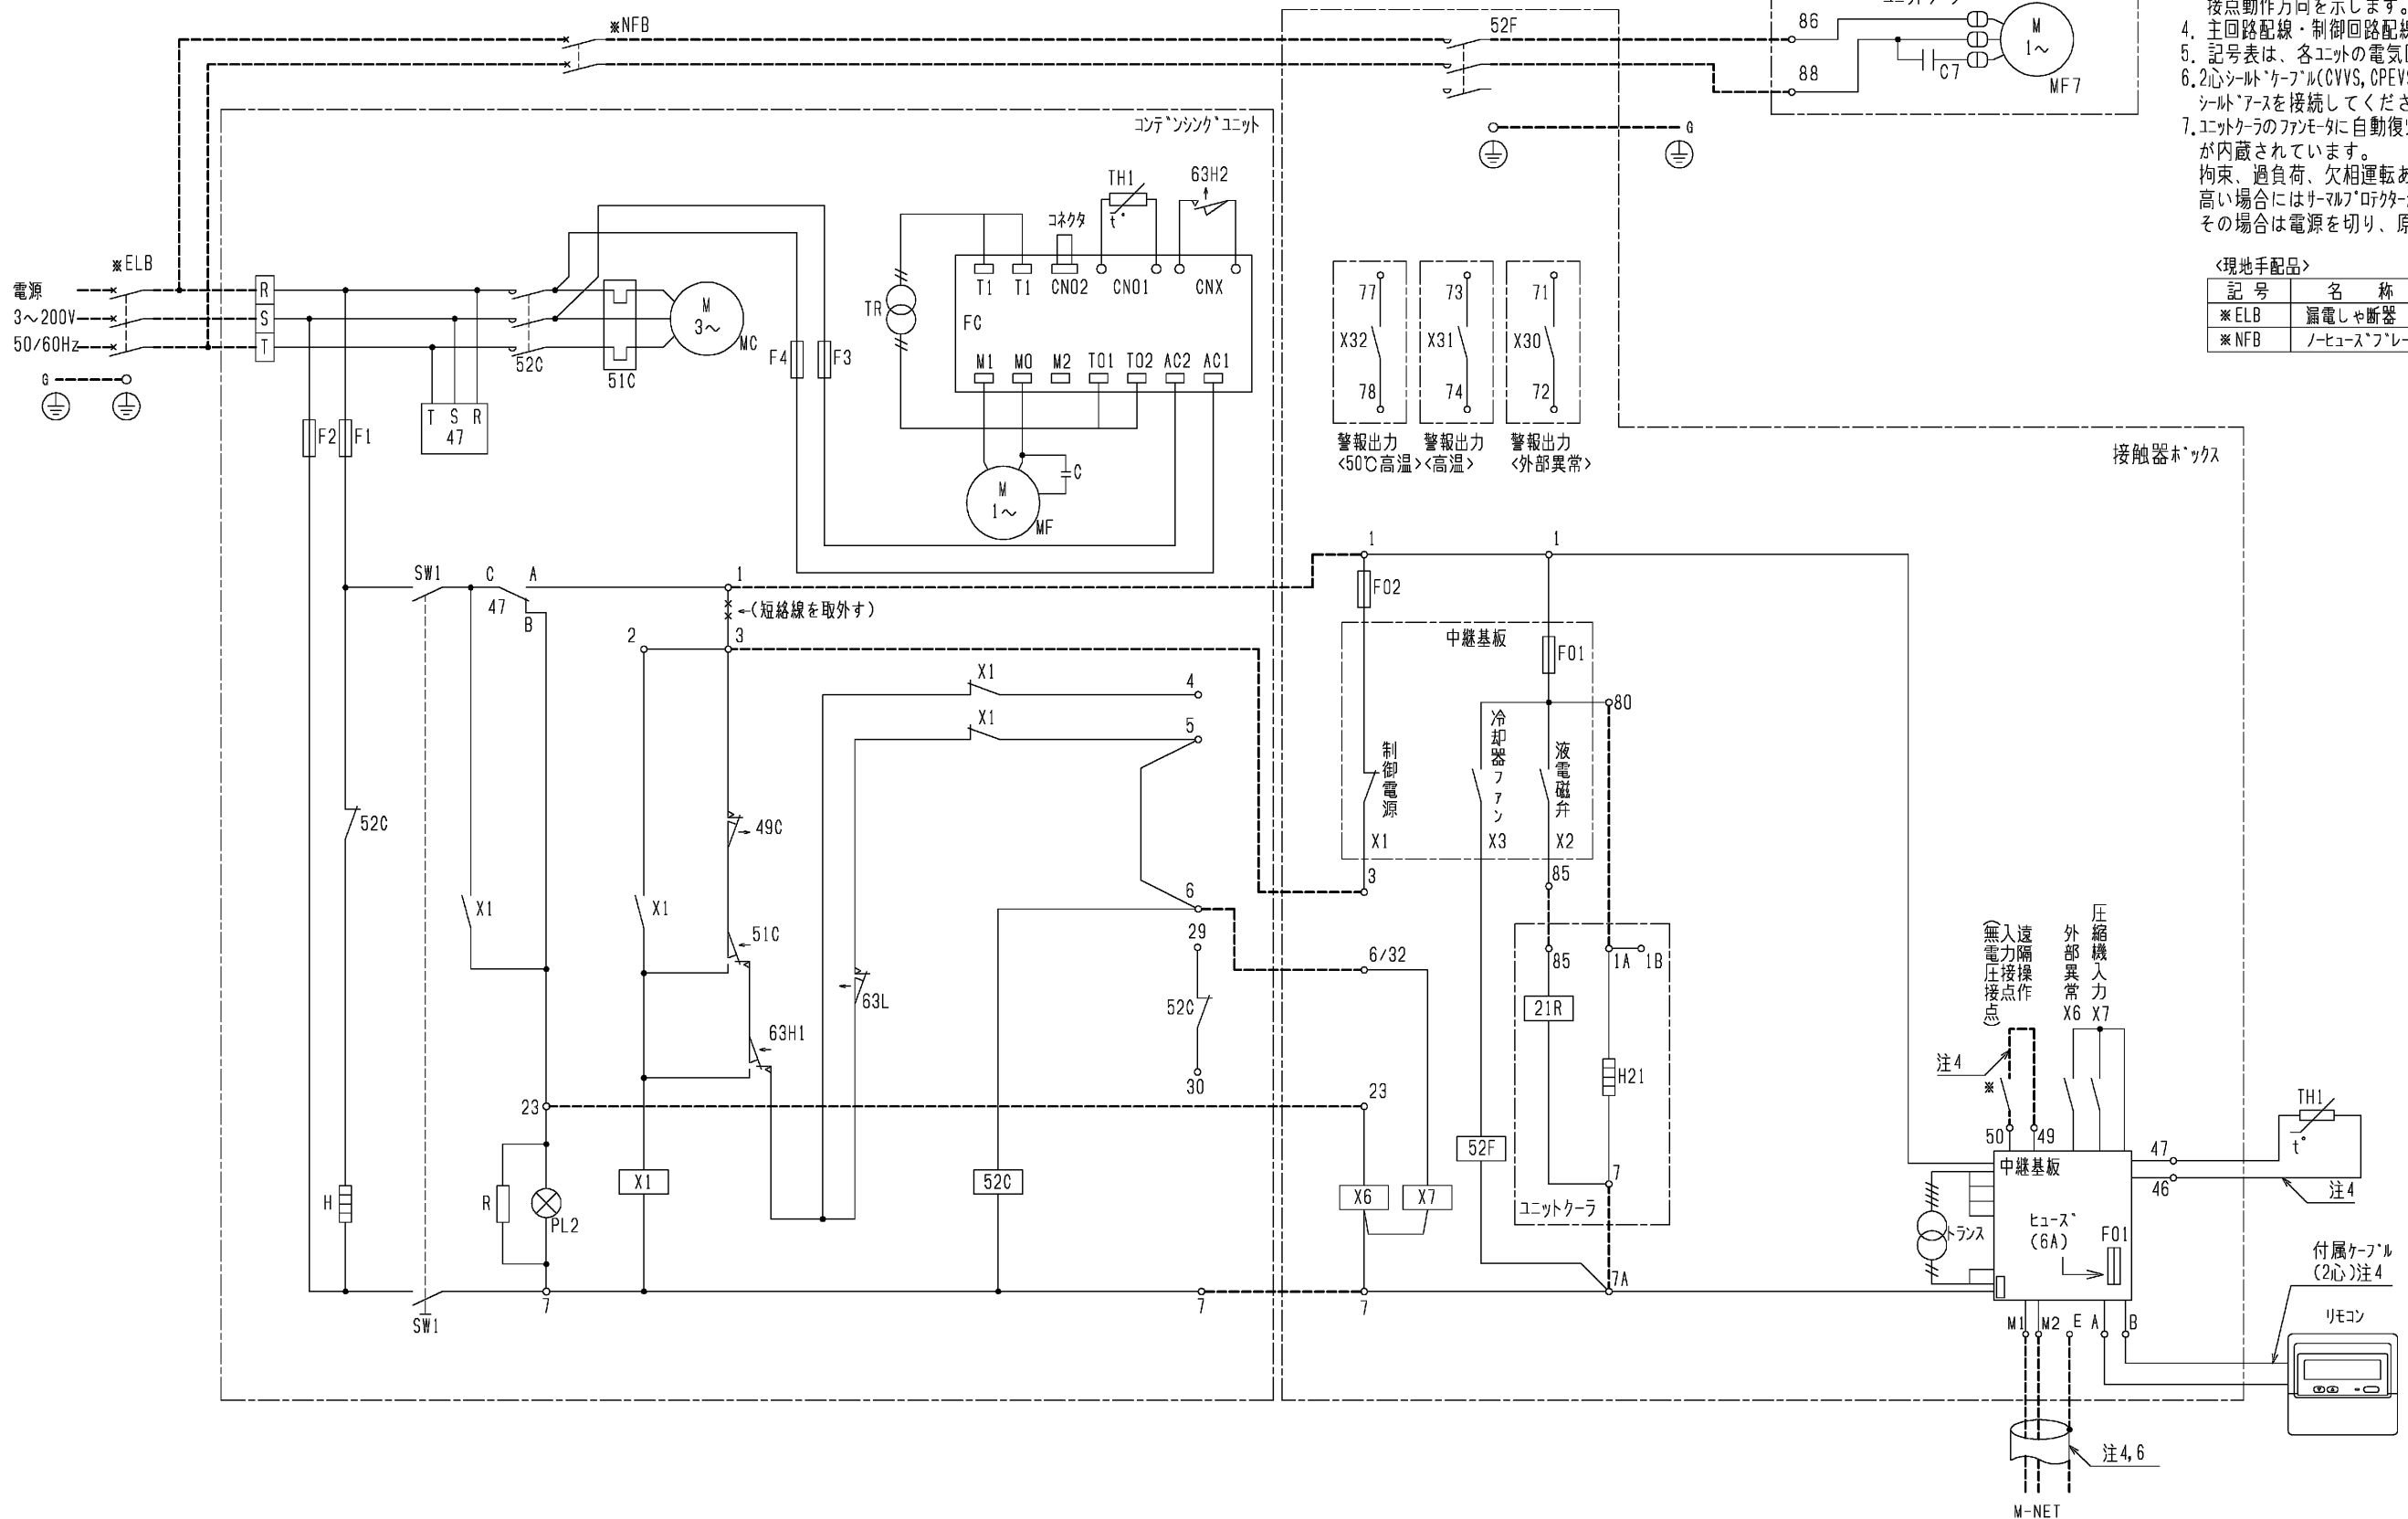 ※NFB
52F
86
88
C7
M
1～
MF7
接点動作方向を示します。
4. 主回路配線・制御回路配線
5. 記号表は、各ﾕﾆｯﾄの電気
6.2心ｼｰﾙﾄﾞｹｰﾌﾞﾙ(CVVS,CPEV
ｼｰﾙﾄﾞｱｰｽを接続してくださ
7.ﾕﾆｯﾄｸｰﾗのﾌｧﾝﾓｰﾀに自動復
が内蔵されています。
拘束、過負荷、欠相運転あ
高い場合にはｻｰﾏﾙﾌﾟﾛﾃｸﾀｰ
その場合は電源を切り、原
<現地手配品>
記号 名 称
※ELB 漏電しゃ断器
※NFB ﾉｰﾋｭｰｽﾞﾌﾞﾚｰ
ｺﾝﾃﾞﾝｼﾝｸﾞﾕﾆｯﾄ
G
G
※ELB
電源
3～200V
50/60Hz
G
R
S
T
52C
51C
M
3～
MC
T S R
47
F2
F1
F4
F3
TR
コネクタ
TH1
t°
63H2
T1 T1 CN02 CN01 CNX
FC
M1 M0 M2 TO1 TO2 AC2 AC1
M
1～
MF
C
77
X32
78
警報出力
<50℃高温>
73
X31
74
警報出力
<高温>
71
X30
72
警報出力
<外部異常>
接触器ﾎﾞｯｸｽ
SW1
C
A
47
B
1
←(短絡線を取外す)
2
3
X1
4
X1
5
6
52C
49C
X1
X1
51C
63H1
63L
29
52C
30
23
H
R
PL2
X1
52C
7
SW1
7
1
1
F02
中継基板
F01
80
制御電源
X1
冷却器ファン
X3
液電磁弁
X2
3
85
6/32
85
1A 1B
21R
H21
7
ﾕﾆｯﾄｸｰﾗ
23
52F
X6
X7
7
7A
遠隔操作
入力接点
(無電圧接点)
外部異常
X6
圧縮機入力
X7
注4
※
50
49
中継基板
47
46
TH1
t°
注4
トランス
ﾋｭｰｽﾞ
(6A)
F01
付属ｹｰﾌﾞﾙ
(2心)注4
ﾘﾓｺﾝ
M1 M2 E A B
注4,6
M-NET